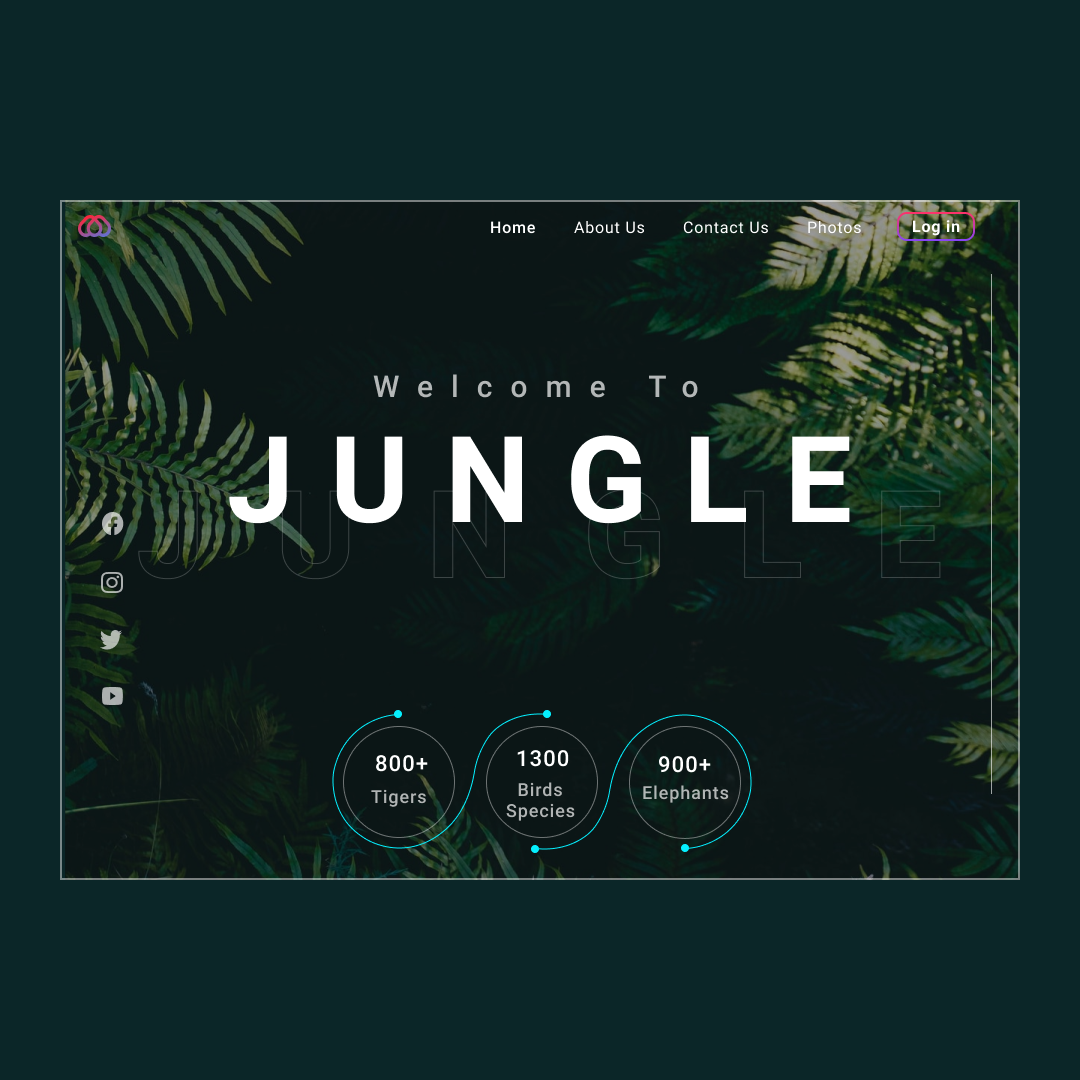 Home About Us Contact Us Photos Log in
Welcome To
JUNGLE
JUNGLE
800+
Tigers
1300
Birds
Species
900+
Elephants